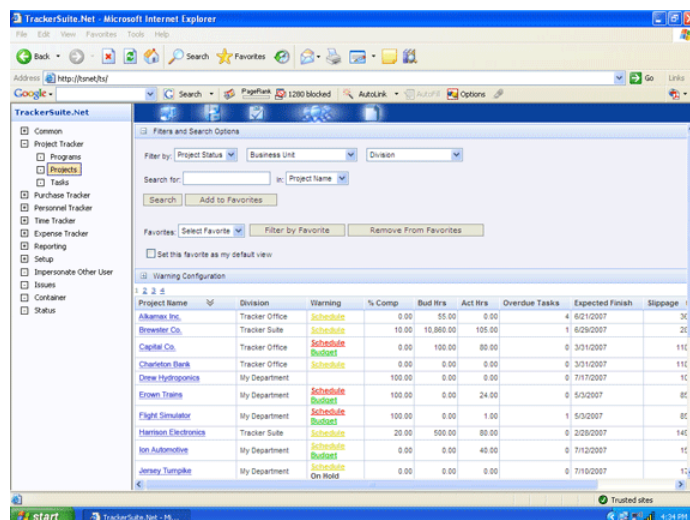 TrackerSuite.Net - Microsoft Internet Explorer
File Edit View Favorites Tools Help
Back Search Favorites
Address http://tsnet/ts/ Go Links
Google Search PageRank 1280 blocked AutoLink AutoFill Options
TrackerSuite.Net
Common
Project Tracker
Programs
Projects
Tasks
Purchase Tracker
Personnel Tracker
Time Tracker
Expense Tracker
Reporting
Setup
Impersonate Other User
Issues
Container
Status
Filters and Search Options
Filter by: Project Status Business Unit Division
Search for: in: Project Name
Search Add to Favorites
Favorites: Select Favorite Filter by Favorite Remove From Favorites
Set this favorite as my default view
Warning Configuration
1 2 3 4
Project Name Division Warning % Comp Bud Hrs Act Hrs Overdue Tasks Expected Finish Slippage
Alkamax Inc. Tracker Office Schedule 0.00 55.00 0.00 4 6/21/2007
Brewster Co. Tracker Suite Schedule 10.00 10,860.00 105.00 1 6/29/2007
Capital Co. Tracker Office Schedule 0.00 100.00 80.00 0 3/31/2007 110
Budget
Charleton Bank Tracker Office Schedule 0.00 0.00 0.00 0 3/31/2007 110
Drew Hydroponics My Department 100.00 0.00 0.00 0 7/17/2007
Erown Trains My Department Schedule 100.00 0.00 24.00 0 5/3/2007
Budget
Flight Simulator My Department Schedule 100.00 0.00 1.00 1 5/3/2007
Budget
Harrison Electronics Tracker Suite Schedule 20.00 500.00 80.00 0 2/28/2007
Ion Automotive My Department Schedule 0.00 0.00 40.00 0 7/12/2007
Budget
Jersey Turnpike My Department Schedule 0.00 0.00 0.00 0 7/10/2007
On Hold
Trusted sites
start TrackerSuite.Net - Mi... 4:34 PM